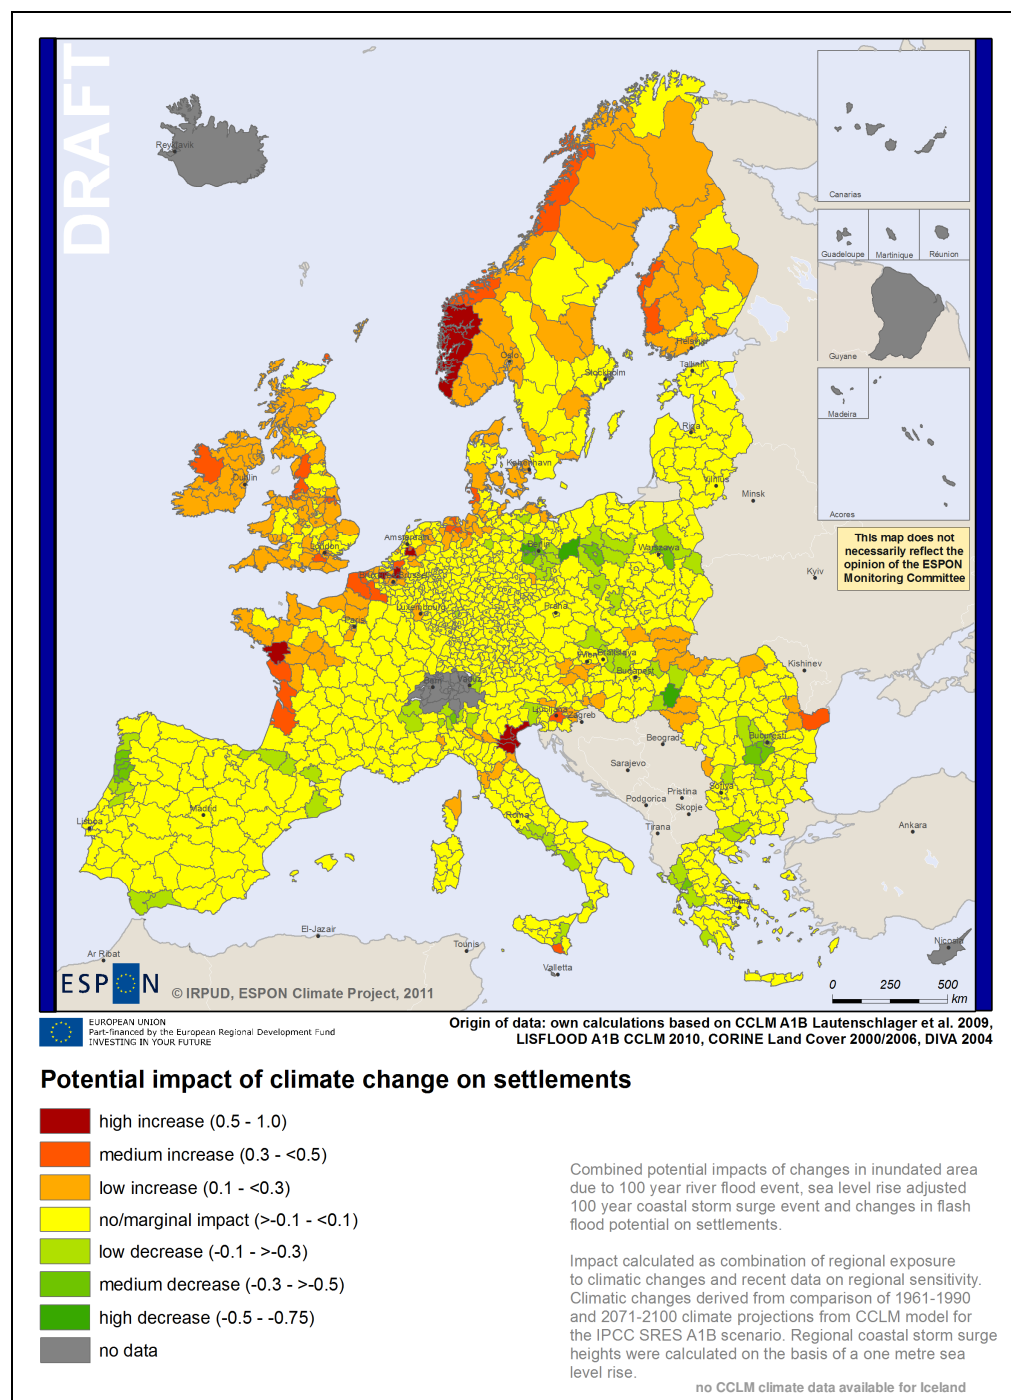 DRAFT
Reykjavik
Canarias
Guadeloupe
Martinique
Réunion
Guyane
Madeira
Acores
This map does not
necessarily reflect the
opinion of the ESPON
Monitoring Committee
Oslo
Helsinki
Tallinn
Stockholm
Riga
København
Vilnius
Minsk
Dublin
London
Amsterdam
Berlin
Warszawa
Kyiv
Luxembourg
Praha
Paris
Wien
Bratislava
Budapest
Kishinev
Bern
Vaduz
Ljubljana
Zagreb
Beograd
Bucuresti
Sarajevo
Pristina
Sofiya
Podgorica
Skopje
Tirana
Ankara
Madrid
Lisboa
Roma
Athinai
El-Jazair
Ar Ribat
Tounis
Valletta
Nicosia
ESPON
© IRPUD, ESPON Climate Project, 2011
0 250 500
km
EUROPEAN UNION
Part-financed by the European Regional Development Fund
INVESTING IN YOUR FUTURE
Origin of data: own calculations based on CCLM A1B Lautenschlager et al. 2009,
LISFLOOD A1B CCLM 2010, CORINE Land Cover 2000/2006, DIVA 2004
Potential impact of climate change on settlements
high increase (0.5 - 1.0)
medium increase (0.3 - <0.5)
low increase (0.1 - <0.3)
no/marginal impact (>-0.1 - <0.1)
low decrease (-0.1 - >-0.3)
medium decrease (-0.3 - >-0.5)
high decrease (-0.5 - -0.75)
no data
Combined potential impacts of changes in inundated area
due to 100 year river flood event, sea level rise adjusted
100 year coastal storm surge event and changes in flash
flood potential on settlements.
Impact calculated as combination of regional exposure
to climatic changes and recent data on regional sensitivity.
Climatic changes derived from comparison of 1961-1990
and 2071-2100 climate projections from CCLM model for
the IPCC SRES A1B scenario. Regional coastal storm surge
heights were calculated on the basis of a one metre sea
level rise.
no CCLM climate data available for Iceland